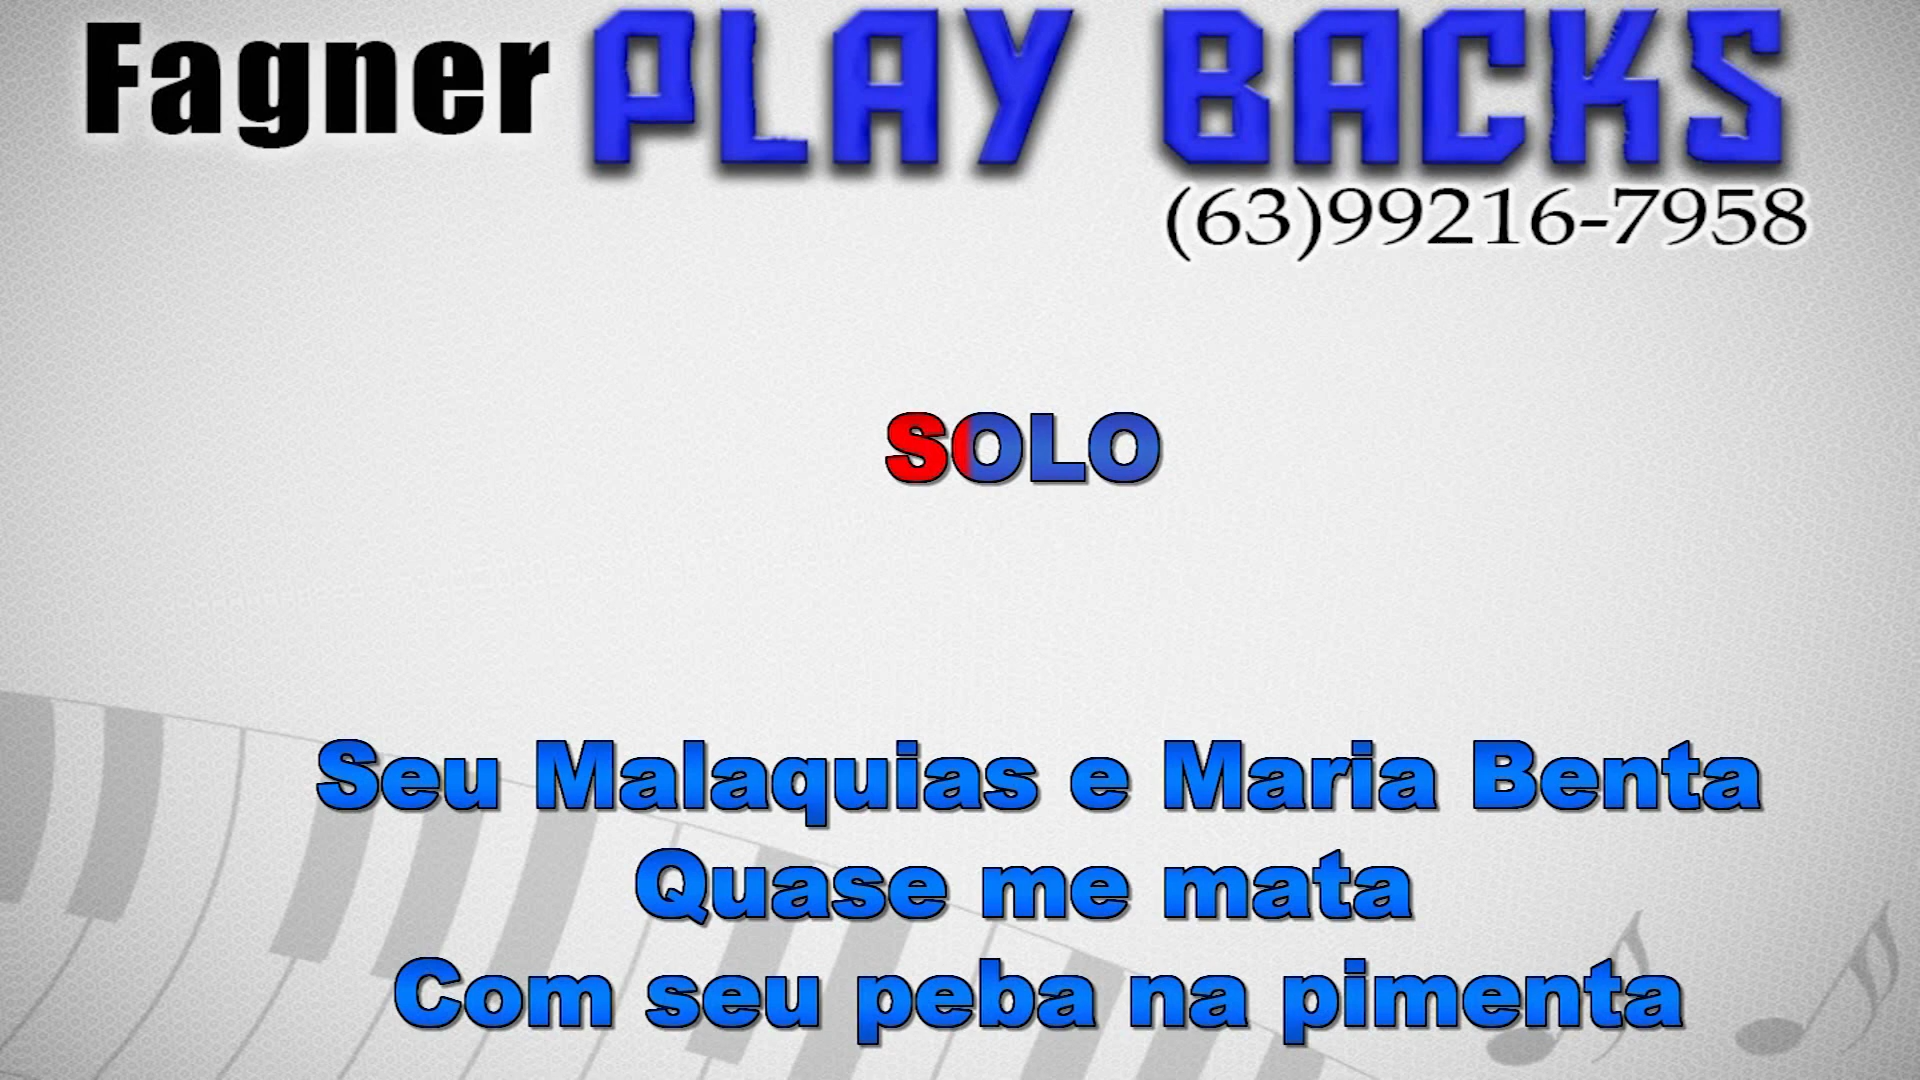 Fagner PLAY BACKS
(63)99216-7958
SOLO
Seu Malaquias e Maria Benta
Quase me mata
Com seu peba na pimenta